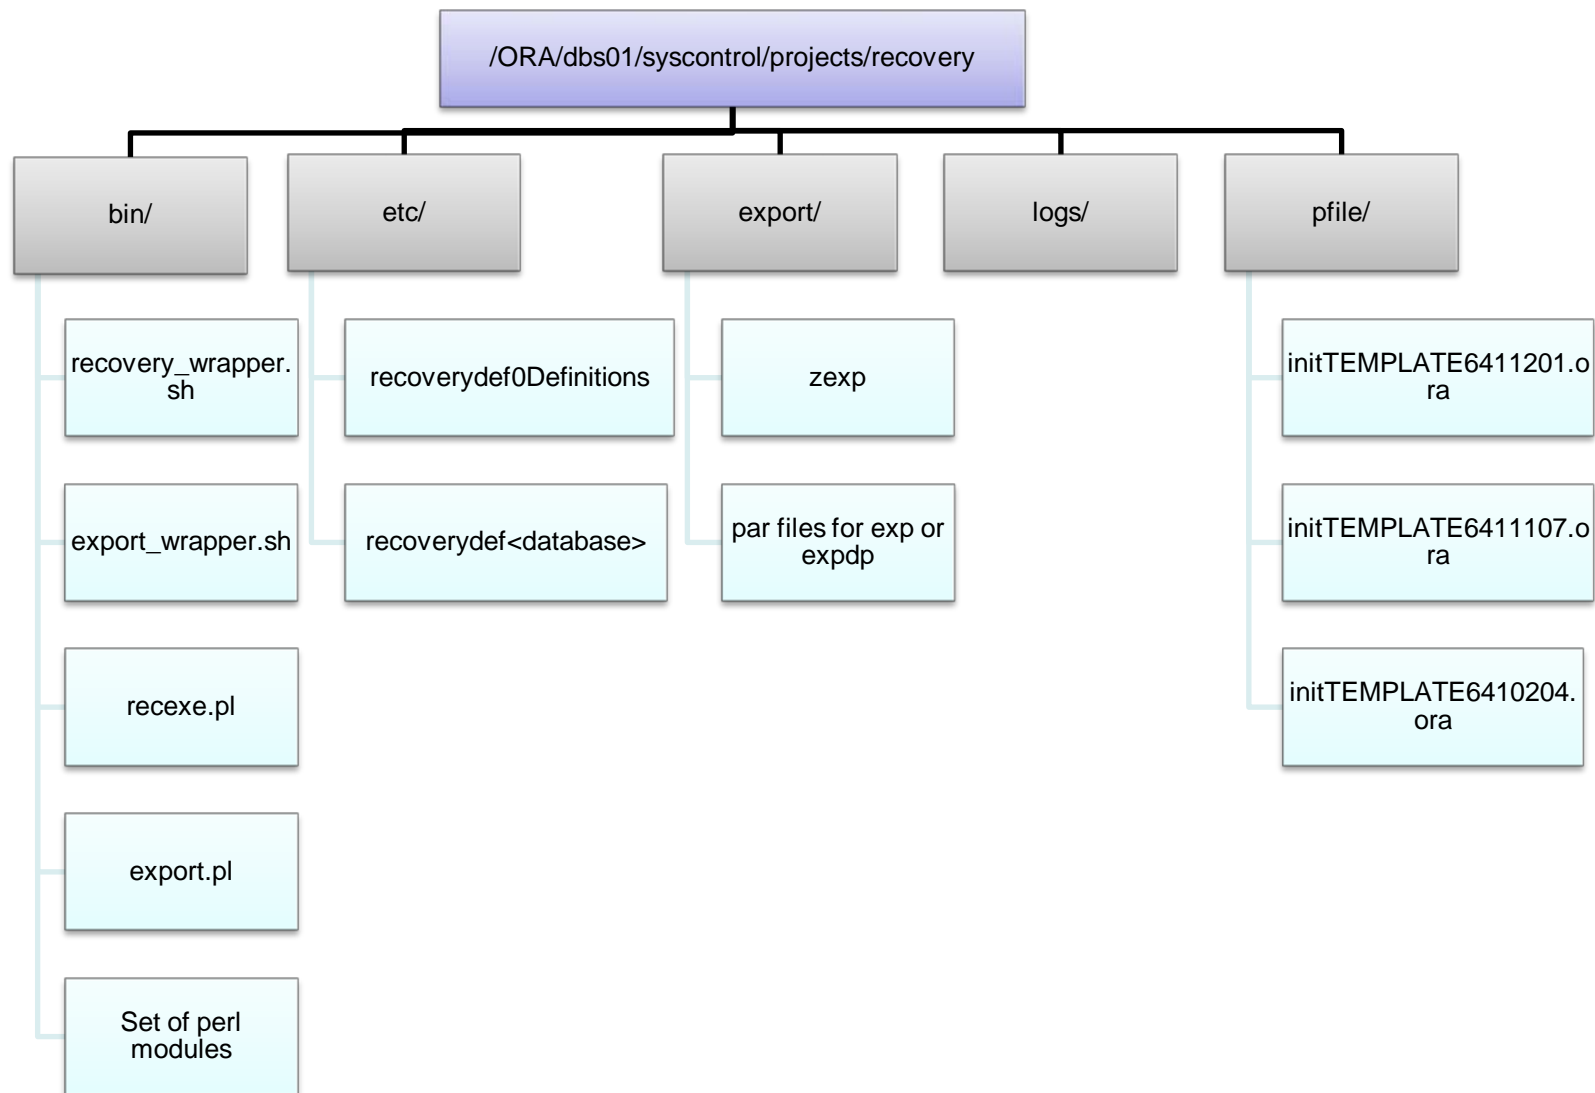 /ORA/dbs01/syscontrol/projects/recovery
bin/
etc/
export/
logs/
pfile/
recovery_wrapper.
sh
recoverydef0Definitions
zexp
initTEMPLATE6411201.o
ra
export_wrapper.sh
recoverydef<database>
par files for exp or
expdp
initTEMPLATE6411107.o
ra
recexe.pl
initTEMPLATE6410204.
ora
export.pl
Set of perl
modules